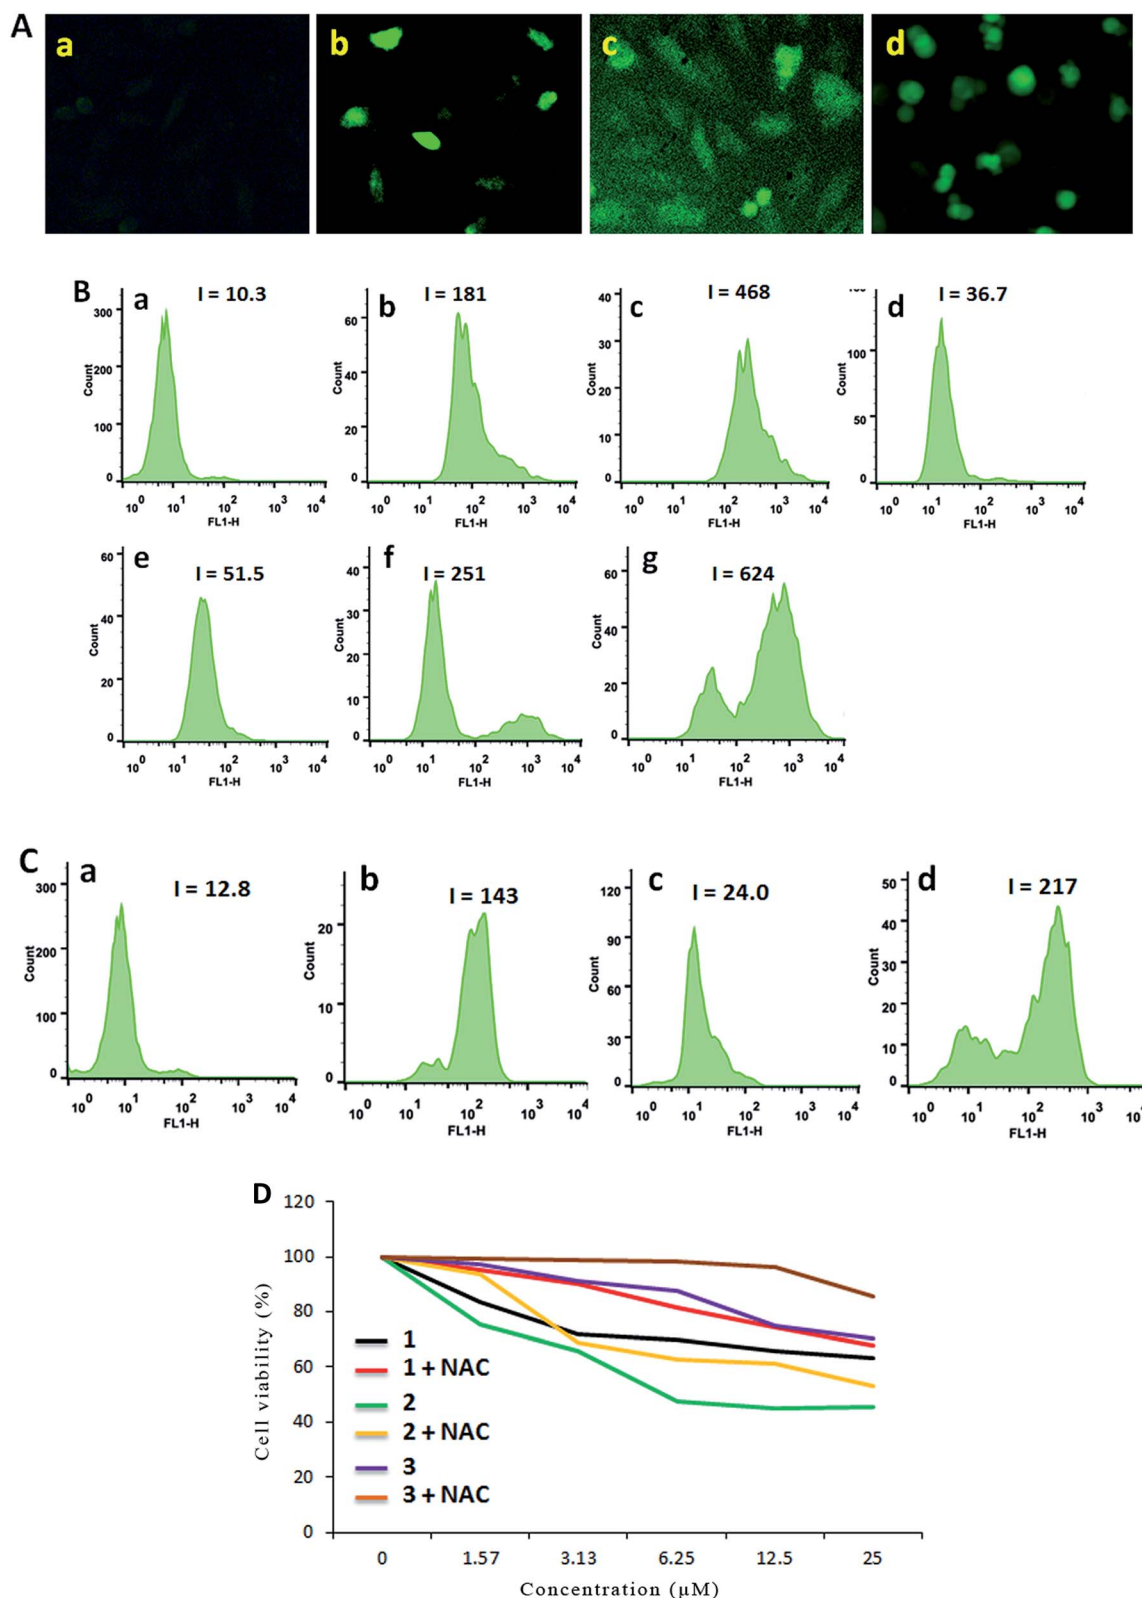 A
a b c d
B a I = 10.3
300
200
100
0
Count
10^0 10^1 10^2 10^3 10^4
FL1-H
b I = 181
60
40
20
0
Count
10^0 10^1 10^2 10^3 10^4
FL1-H
c I = 468
40
30
20
10
0
Count
10^0 10^1 10^2 10^3 10^4
FL1-H
d I = 36.7
100
50
0
Count
10^0 10^1 10^2 10^3 10^4
FL1-H
e I = 51.5
60
40
20
0
Count
10^0 10^1 10^2 10^3 10^4
FL1-H
f I = 251
40
30
20
10
0
Count
10^0 10^1 10^2 10^3 10^4
FL1-H
g I = 624
60
40
20
0
Count
10^0 10^1 10^2 10^3 10^4
FL1-H
C a I = 12.8
300
200
100
0
Count
10^0 10^1 10^2 10^3 10^4
FL1-H
b I = 143
20
10
0
Count
10^0 10^1 10^2 10^3 10^4
FL1-H
c I = 24.0
120
90
60
30
0
Count
10^0 10^1 10^2 10^3 10^4
FL1-H
d I = 217
50
40
30
20
10
0
Count
10^0 10^1 10^2 10^3
FL1-H
D
120
100
80
60
40
20
0
Cell viability (%)
1
1 + NAC
2
2 + NAC
3
3 + NAC
0 1.57 3.13 6.25 12.5 25
Concentration (µM)